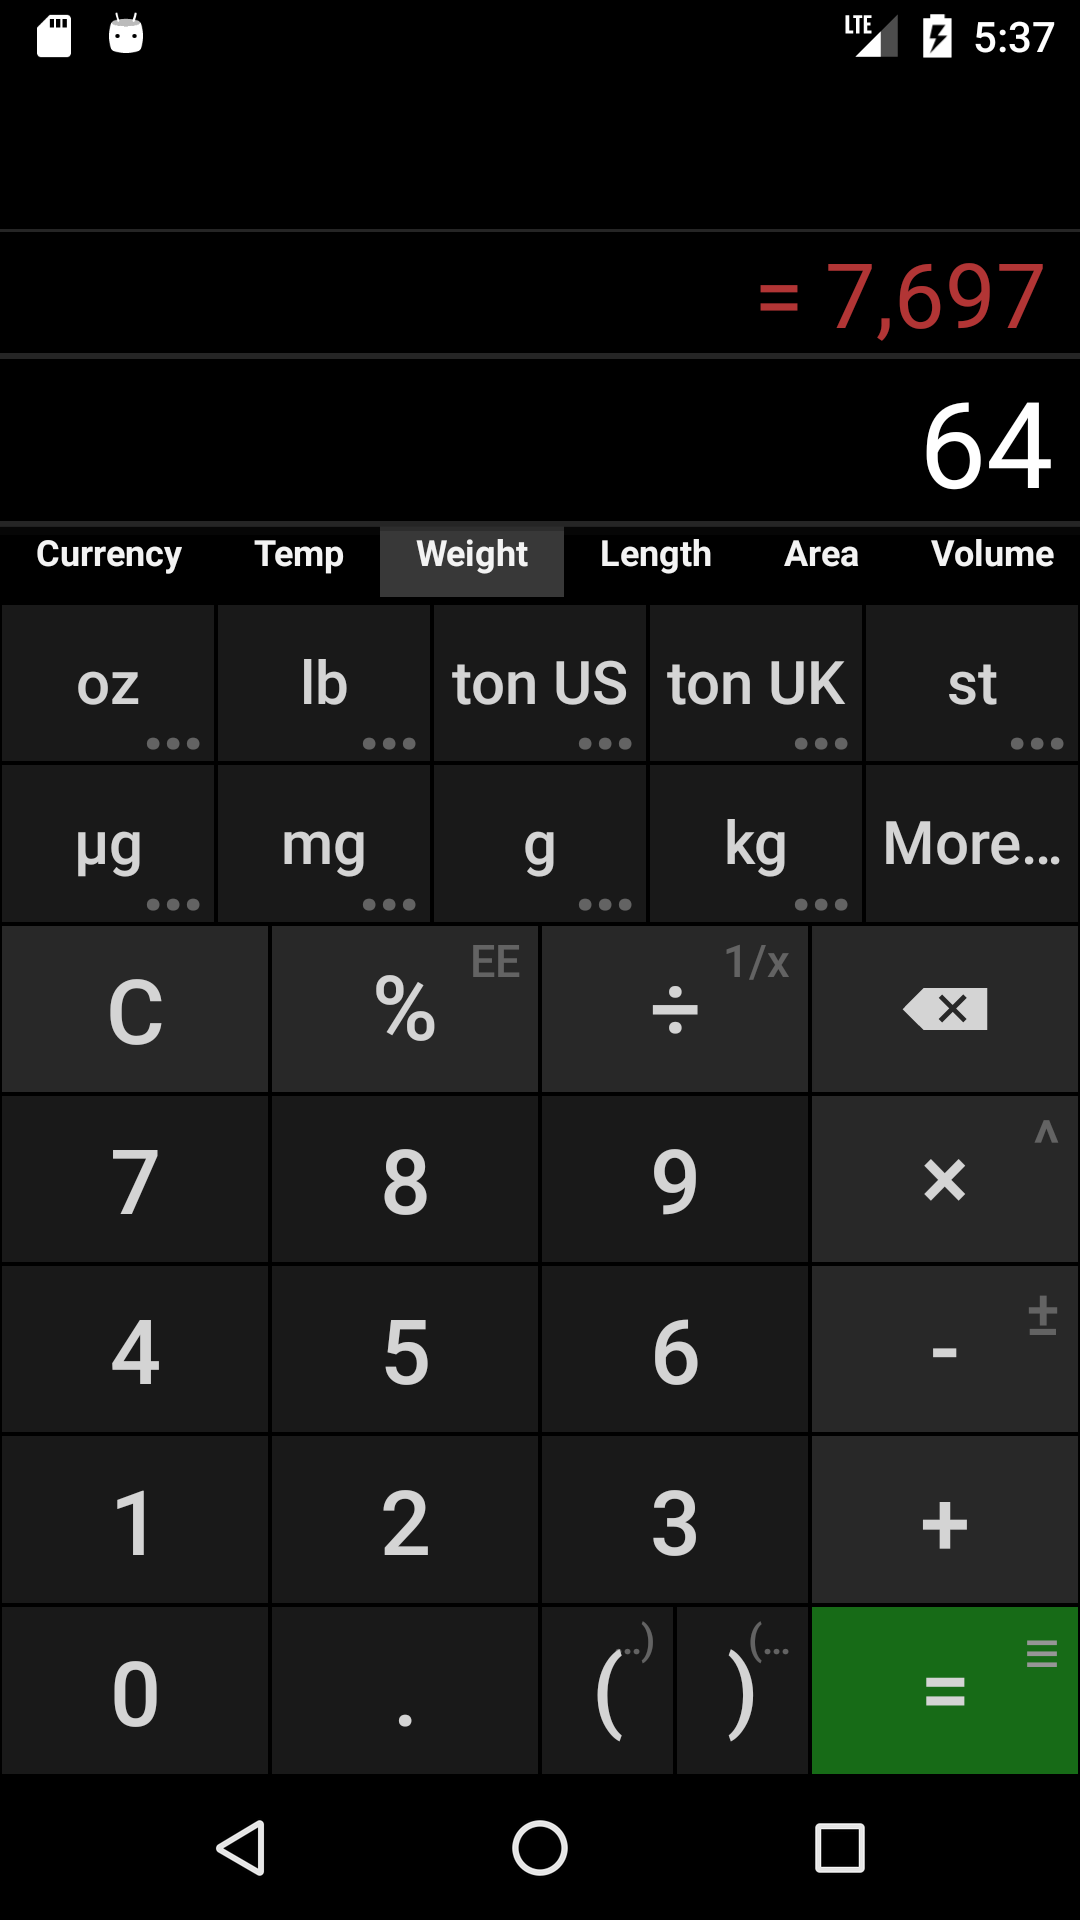 LTE 5:37
= 7,697
64
Currency Temp Weight Length Area Volume
oz lb ton US ton UK st
µg mg g kg More...
C % EE ÷ 1/x
7 8 9 × ^
4 5 6 - ±
1 2 3 +
0 . ( ..) ) (... =